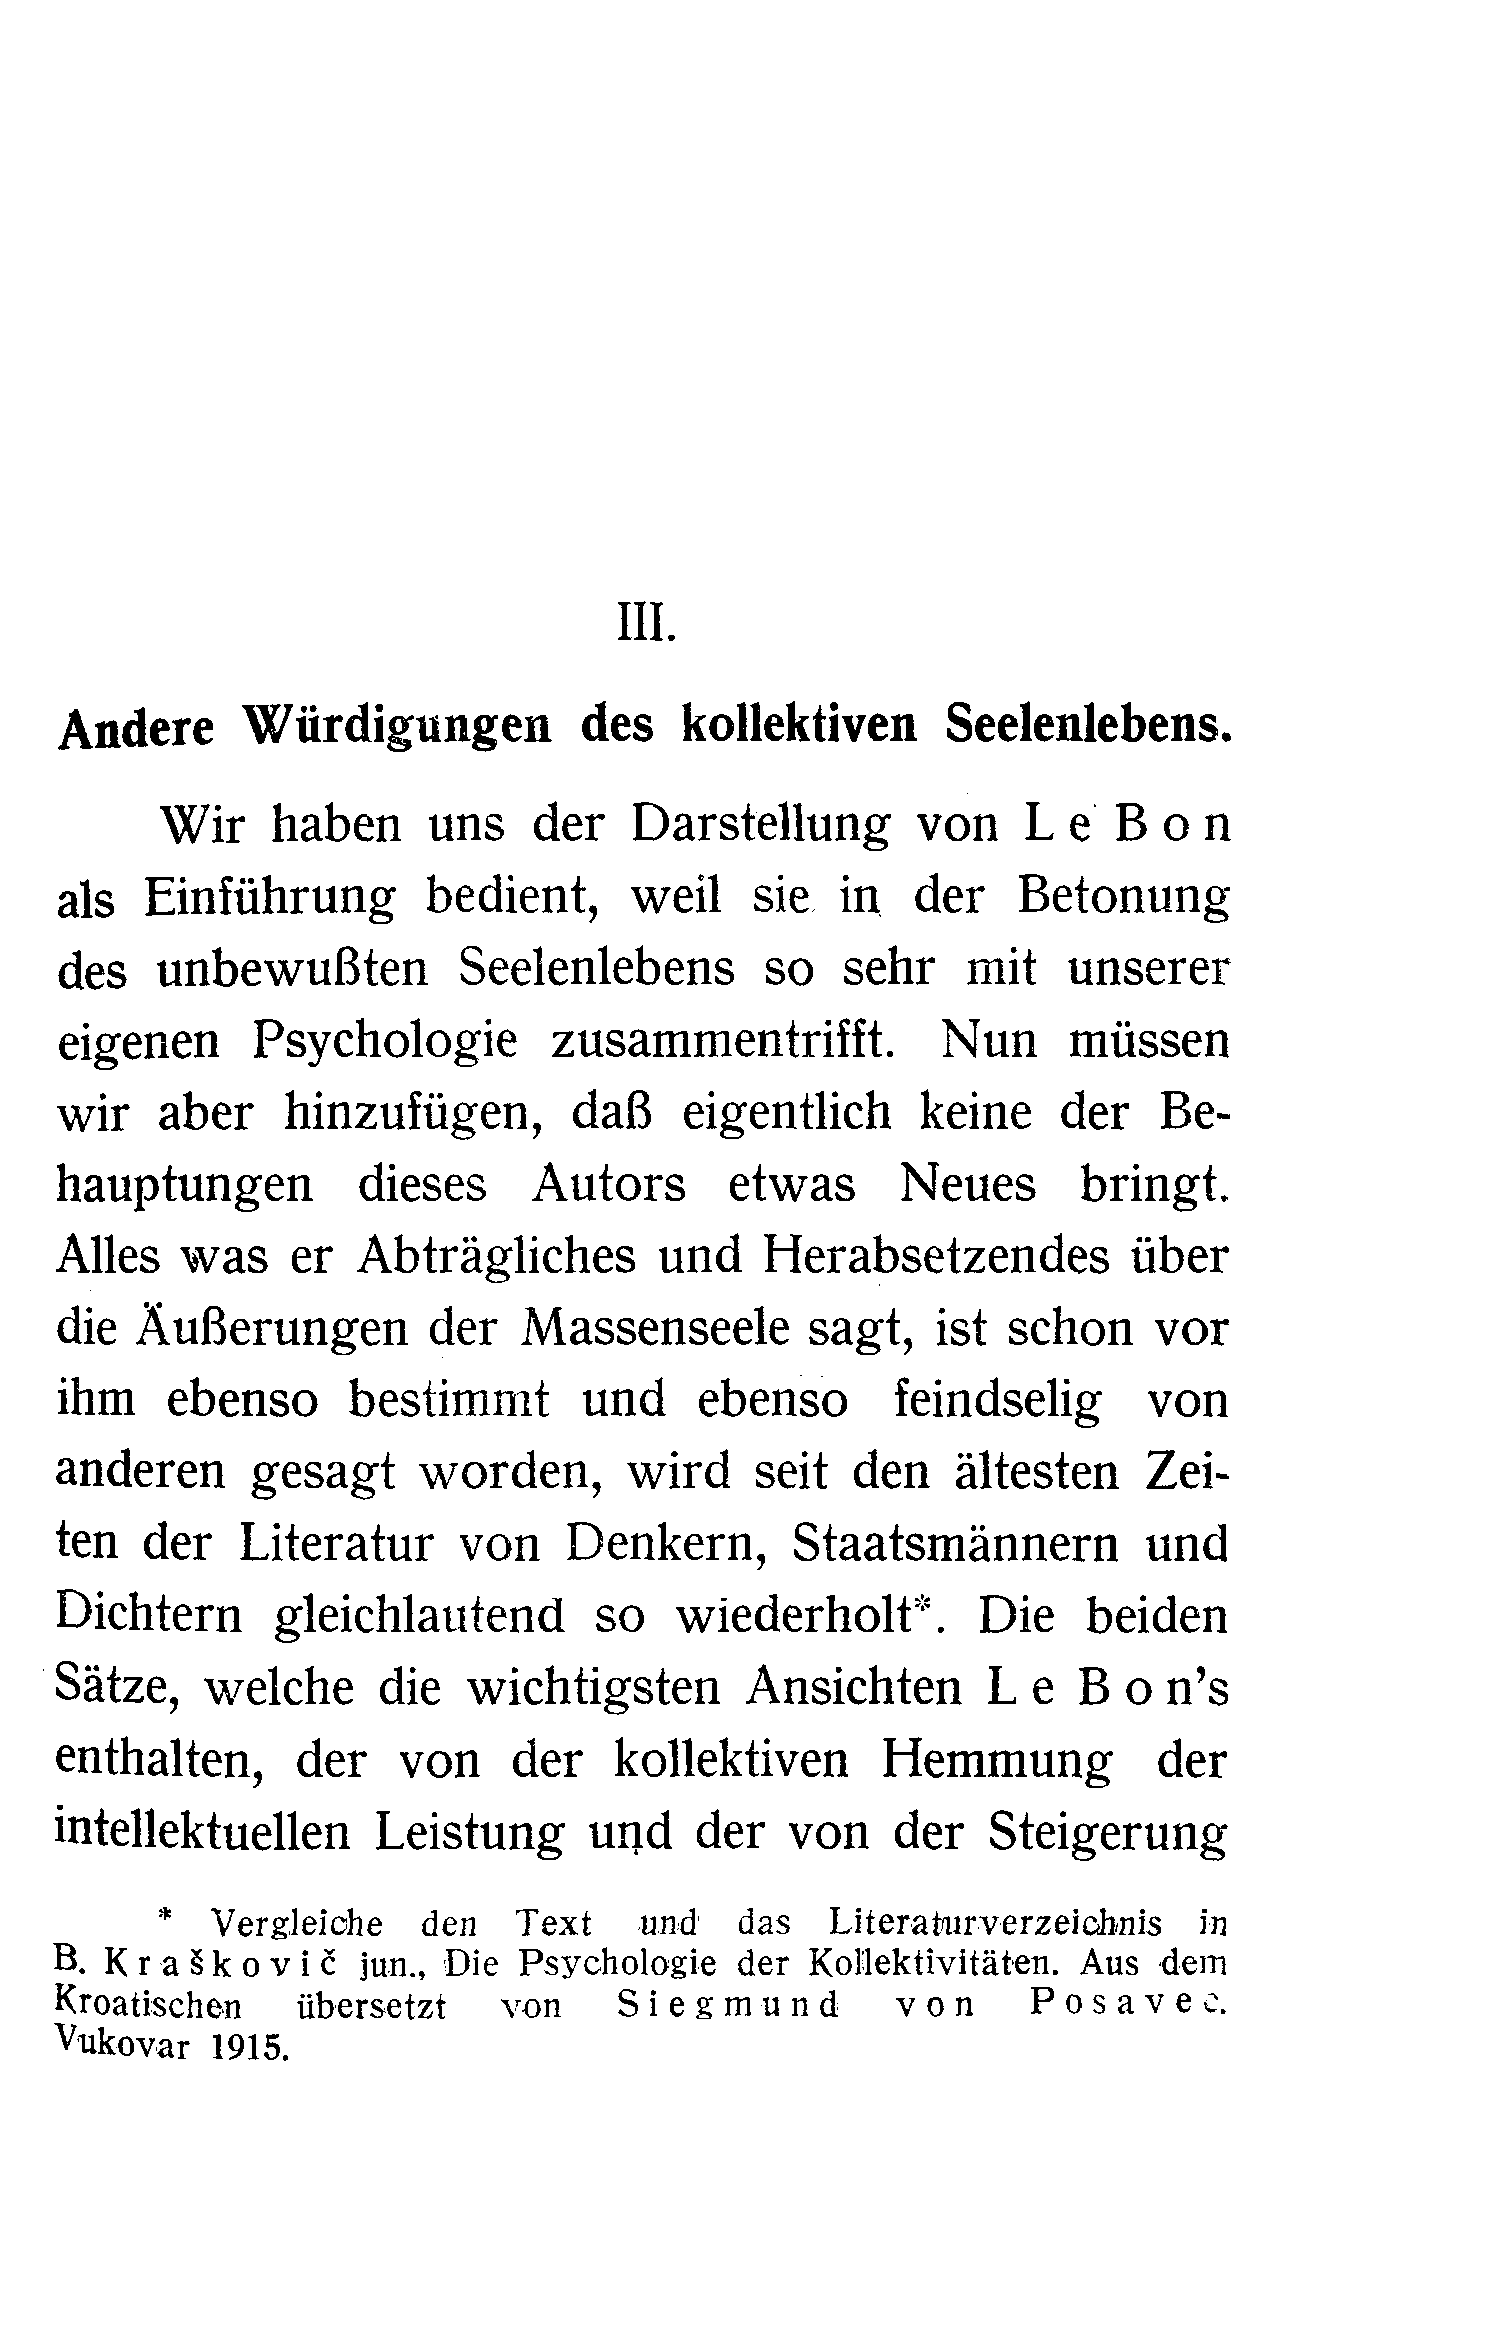 III.
Andere Würdigungen des kollektiven Seelenlebens.
Wir haben uns der Darstellung von Le Bon
als Einführung bedient, weil sie in der Betonung
des unbewußten Seelenlebens so sehr mit unserer
eigenen Psychologie zusammentrifft. Nun müssen
wir aber hinzufügen, daß eigentlich keine der Be-
hauptungen dieses Autors etwas Neues bringt.
Alles was er Abträgliches und Herabsetzendes über
die Äußerungen der Massenseele sagt, ist schon vor
ihm ebenso bestimmt und ebenso feindselig von
anderen gesagt worden, wird seit den ältesten Zei-
ten der Literatur von Denkern, Staatsmännern und
Dichtern gleichlautend so wiederholt*. Die beiden
Sätze, welche die wichtigsten Ansichten Le Bon's
enthalten, der von der kollektiven Hemmung der
intellektuellen Leistung und der von der Steigerung
* Vergleiche den Text und das Literaturverzeichnis in
B. Kraškovič jun., Die Psychologie der Kollektivitäten. Aus dem
Kroatischen übersetzt von Siegmund von Posavec.
Vukovar 1915.